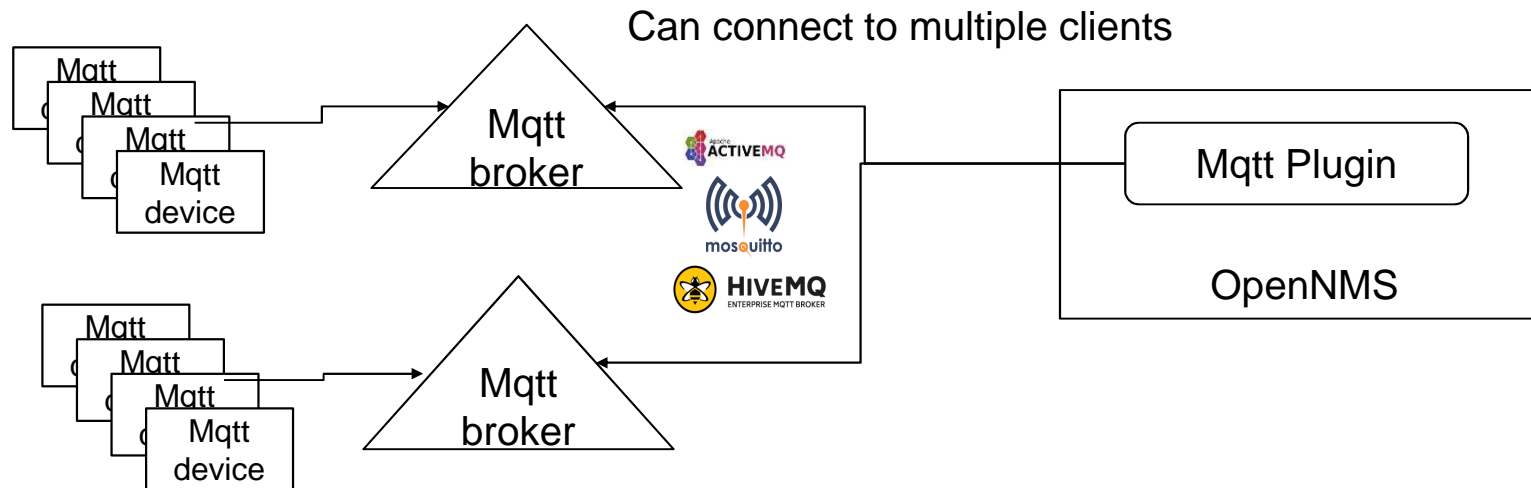 Can connect to multiple clients
Mqtt
Mqtt
Mqtt
Mqtt
device
Mqtt
broker
Apache
ACTIVEMQ
mosquitto
HIVEMQ
ENTERPRISE MQTT BROKER
Mqtt Plugin
OpenNMS
Mqtt
Mqtt
Mqtt
Mqtt
device
Mqtt
broker